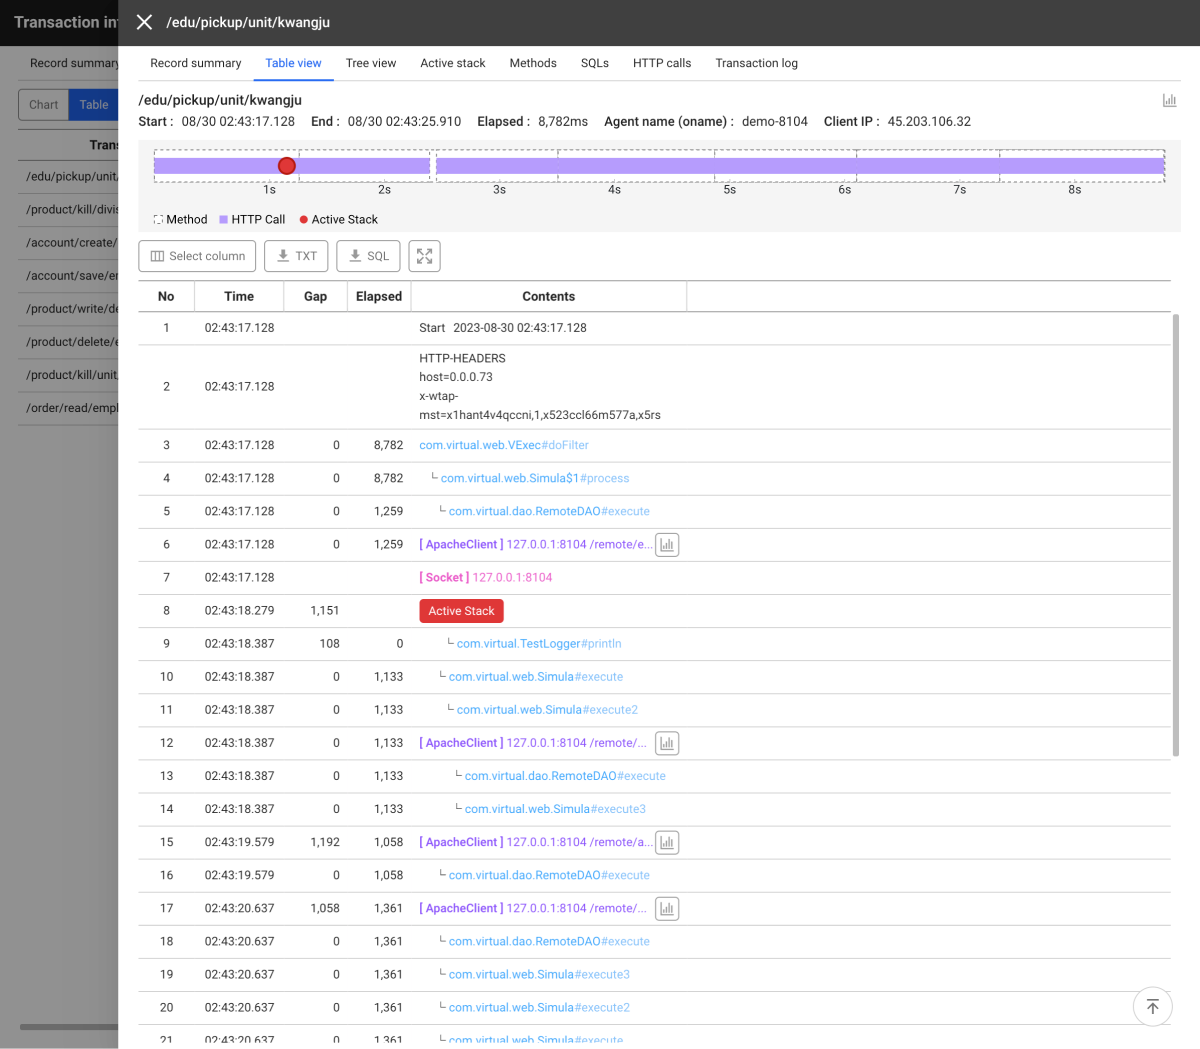 Transaction in
/edu/pickup/unit/kwangju
Record summary
Chart
Table
Trans
/edu/pickup/unit/
/product/kill/divis
/account/create/
/account/save/em
/product/write/de
/product/delete/e
/product/kill/unit
/order/read/empl
Record summary
Table view
Tree view
Active stack
Methods
SQLs
HTTP calls
Transaction log
/edu/pickup/unit/kwangju
Start : 08/30 02:43:17.128 End : 08/30 02:43:25.910 Elapsed : 8,782ms Agent name (oname) : demo-8104 Client IP : 45.203.106.32
1s 2s 3s 4s 5s 6s 7s 8s
Method HTTP Call Active Stack
Select column TXT SQL
No Time Gap Elapsed Contents
1 02:43:17.128 Start 2023-08-30 02:43:17.128
2 02:43:17.128 HTTP-HEADERS
host=0.0.0.73
x-wtap-
mst=x1hant4v4qccni,1,x523ccl66m577a,x5rs
3 02:43:17.128 0 8,782 com.virtual.web.VExec#doFilter
4 02:43:17.128 0 8,782 └ com.virtual.web.Simula$1#process
5 02:43:17.128 0 1,259 └ com.virtual.dao.RemoteDAO#execute
6 02:43:17.128 0 1,259 [ ApacheClient ] 127.0.0.1:8104 /remote/e...
7 02:43:17.128 [ Socket ] 127.0.0.1:8104
8 02:43:18.279 1,151 Active Stack
9 02:43:18.387 108 0 └ com.virtual.TestLogger#println
10 02:43:18.387 0 1,133 └ com.virtual.web.Simula#execute
11 02:43:18.387 0 1,133 └ com.virtual.web.Simula#execute2
12 02:43:18.387 0 1,133 [ ApacheClient ] 127.0.0.1:8104 /remote/...
13 02:43:18.387 0 1,133 └ com.virtual.dao.RemoteDAO#execute
14 02:43:18.387 0 1,133 └ com.virtual.web.Simula#execute3
15 02:43:19.579 1,192 1,058 [ ApacheClient ] 127.0.0.1:8104 /remote/a...
16 02:43:19.579 0 1,058 └ com.virtual.dao.RemoteDAO#execute
17 02:43:20.637 1,058 1,361 [ ApacheClient ] 127.0.0.1:8104 /remote/...
18 02:43:20.637 0 1,361 └ com.virtual.dao.RemoteDAO#execute
19 02:43:20.637 0 1,361 └ com.virtual.web.Simula#execute3
20 02:43:20.637 0 1,361 └ com.virtual.web.Simula#execute2
21 02:43:20.637 0 1,361 └ com.virtual.web.Simula#execute